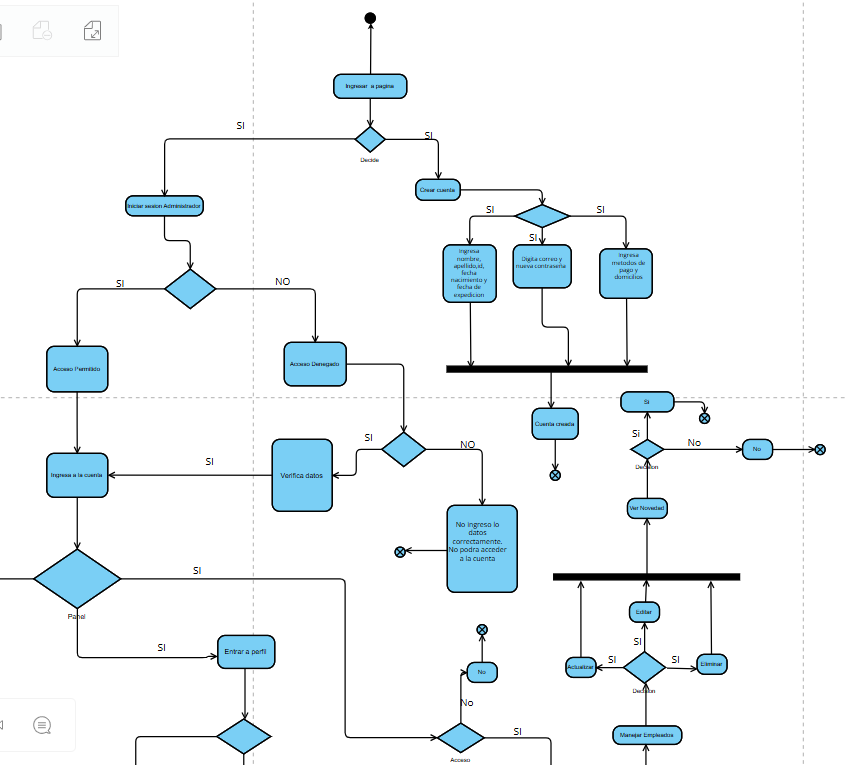 Ingresar a pagina
SI
SI
Decide
Crear cuenta
Iniciar sesion Administrador
SI
SI
SI
Ingresa
nombre,
apellido,id,
fecha
nacimiento y
fecha de
expedicion
Digita correo y
nueva contraseña
Ingresa
metodos de
pago y
domicilios
SI
NO
Acceso Permitido
Acceso Denegado
Si
Cuenta creada
Si
No
No
Decision
SI
NO
SI
Ingresa a la cuenta
Verifica datos
Ver Novedad
No ingreso lo
datos
correctamente.
No podra acceder
a la cuenta
SI
Panel
Editar
SI
SI
Entrar a perfil
SI
SI
Actualizar
Eliminar
No
Decision
No
SI
Manejar Empleados
Acceso